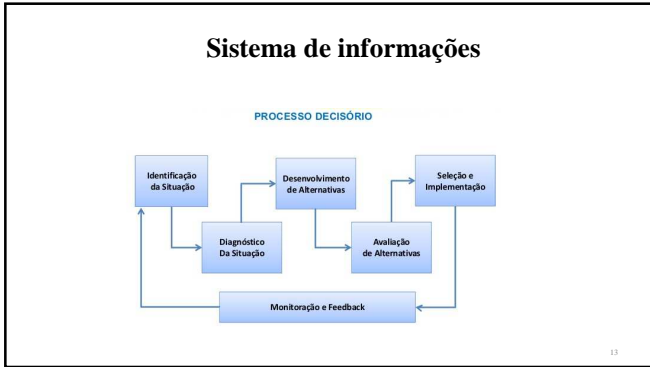 Sistema de informações
PROCESSO DECISÓRIO
Identificação
da Situação
Diagnóstico
Da Situação
Desenvolvimento
de Alternativas
Avaliação
de Alternativas
Seleção e
Implementação
Monitoração e Feedback
13